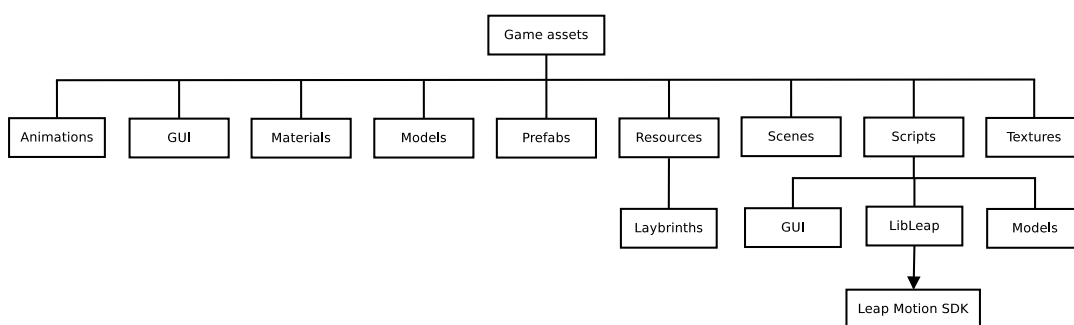 Game assets
Animations
GUI
Materials
Models
Prefabs
Resources
Scenes
Scripts
Textures
Laybrinths
GUI
LibLeap
Models
Leap Motion SDK